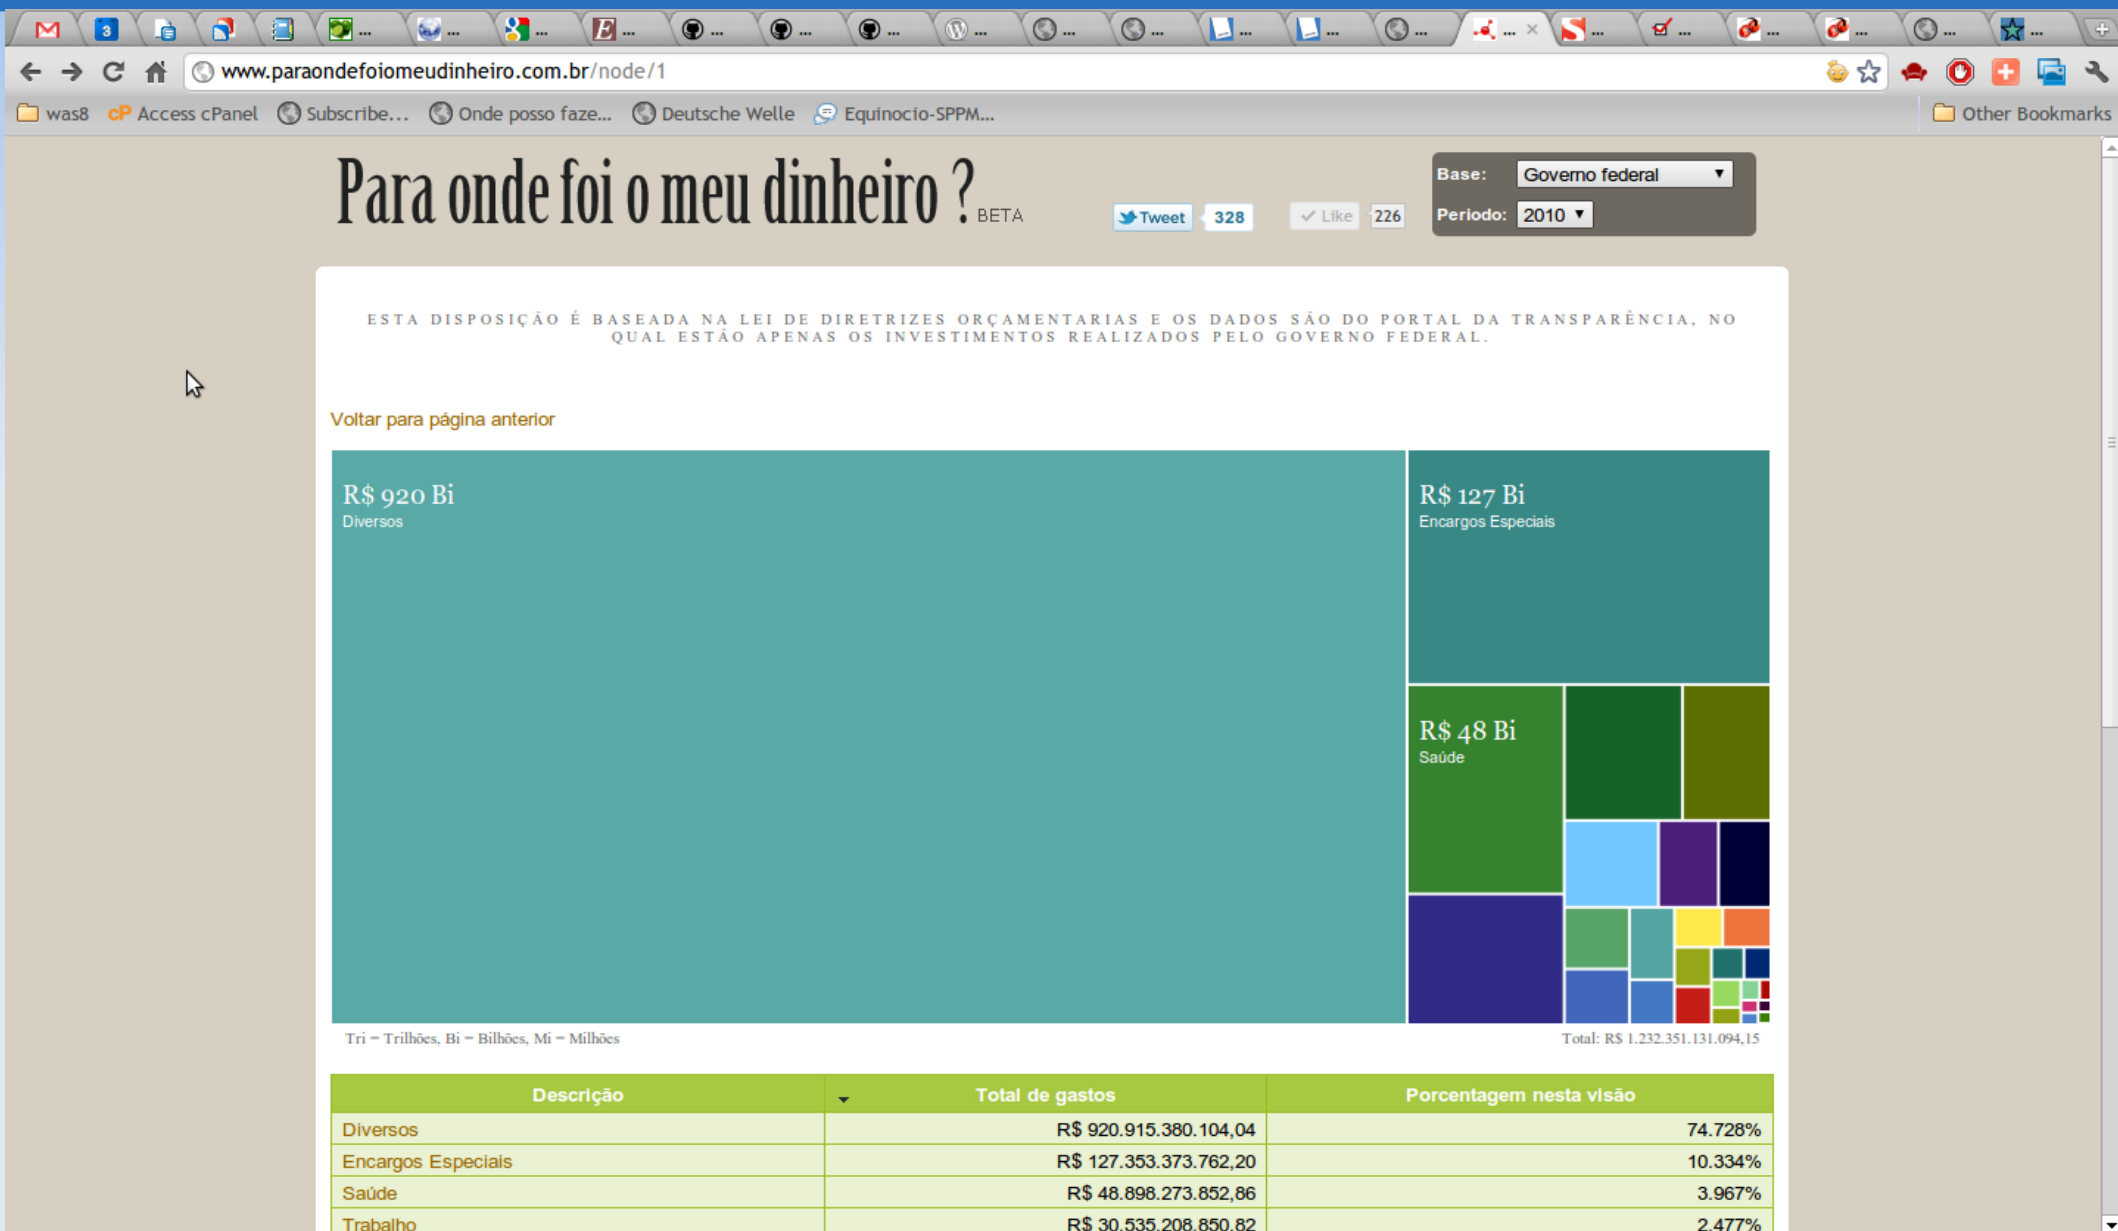 www.paraondefoiomeudinheiro.com.br/node/1
was8 cP Access cPanel Subscribe... Onde posso faze... Deutsche Welle Equinocio-SPPM... Other Bookmarks
Para onde foi o meu dinheiro ? BETA
Tweet 328 Like 226
Base: Governo federal
Periodo: 2010
ESTA DISPOSIÇÃO É BASEADA NA LEI DE DIRETRIZES ORÇAMENTARIAS E OS DADOS SÃO DO PORTAL DA TRANSPARÊNCIA, NO
QUAL ESTÃO APENAS OS INVESTIMENTOS REALIZADOS PELO GOVERNO FEDERAL.
Voltar para página anterior
R$ 920 Bi
Diversos
R$ 127 Bi
Encargos Especiais
R$ 48 Bi
Saúde
Tri = Trilhões, Bi = Bilhões, Mi = Milhões
Total: R$ 1.232.351.131.094,15
Descrição Total de gastos Porcentagem nesta visão
Diversos R$ 920.915.380.104,04 74.728%
Encargos Especiais R$ 127.353.373.762,20 10.334%
Saúde R$ 48.898.273.852,86 3.967%
Trabalho R$ 30.535.208.850,82 2.477%